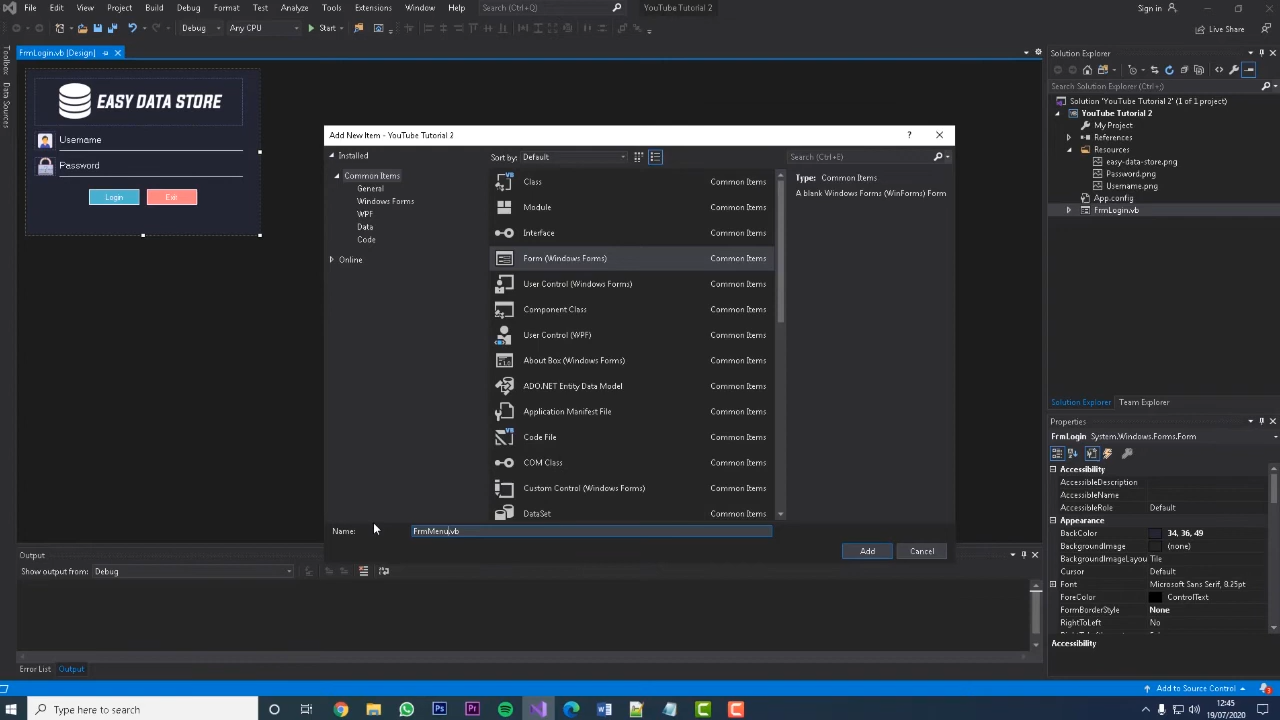 File Edit View Project Build Debug Format Test Analyze Tools Extensions Window Help Search (Ctrl+E) YouTube Tutorial 2 Sign in
Debug Any CPU Start Live Share
FrmLogin.vb [Design]
Toolbox
Data Sources
EASY DATA STORE
Username
Password
Login Exit
Add New Item - YouTube Tutorial 2 ?
Installed
Common Items
General
Windows Forms
WPF
Data
Code
Online
Sort by: Default
Class Common Items
Module Common Items
Interface Common Items
Form (Windows Forms) Common Items
User Control (Windows Forms) Common Items
Component Class Common Items
User Control (WPF) Common Items
About Box (Windows Forms) Common Items
ADO.NET Entity Data Model Common Items
Application Manifest File Common Items
Code File Common Items
COM Class Common Items
Custom Control (Windows Forms) Common Items
DataSet Common Items
Search (Ctrl+E)
Type: Common Items
A blank Windows Forms (WinForms) Form
Name: FrmMenu.vb
Add Cancel
Solution Explorer
Search Solution Explorer (Ctrl+;)
Solution 'YouTube Tutorial 2' (1 of 1 project)
YouTube Tutorial 2
My Project
References
Resources
easy-data-store.png
Password.png
Username.png
App.config
FrmLogin.vb
Solution Explorer Team Explorer
Properties
FrmLogin System.Windows.Forms.Form
Accessibility
AccessibleDescription
AccessibleName
AccessibleRole Default
Appearance
BackColor 34, 36, 49
BackgroundImage (none)
BackgroundImageLayou Tile
Cursor Default
Font Microsoft Sans Serif, 8.25pt
ForeColor ControlText
FormBorderStyle None
RightToLeft No
Accessibility
Output
Show output from: Debug
Error List Output
Add to Source Control
Type here to search
12:45
19/07/2020